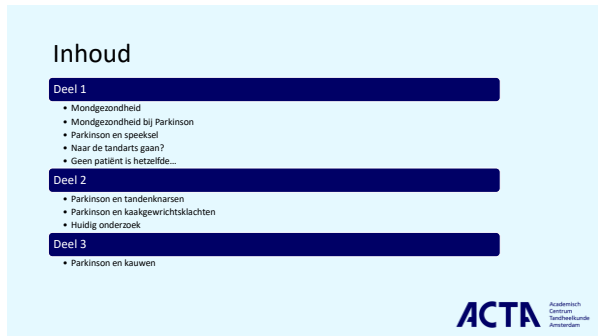 Inhoud
Deel 1
• Mondgezondheid
• Mondgezondheid bij Parkinson
• Parkinson en speeksel
• Naar de tandarts gaan?
• Geen patiënt is hetzelfde…
Deel 2
• Parkinson en tandenknarsen
• Parkinson en kaakgewrichtsklachten
• Huidig onderzoek
Deel 3
• Parkinson en kauwen
ACTA
Academisch
Centrum
Tandheelkunde
Amsterdam